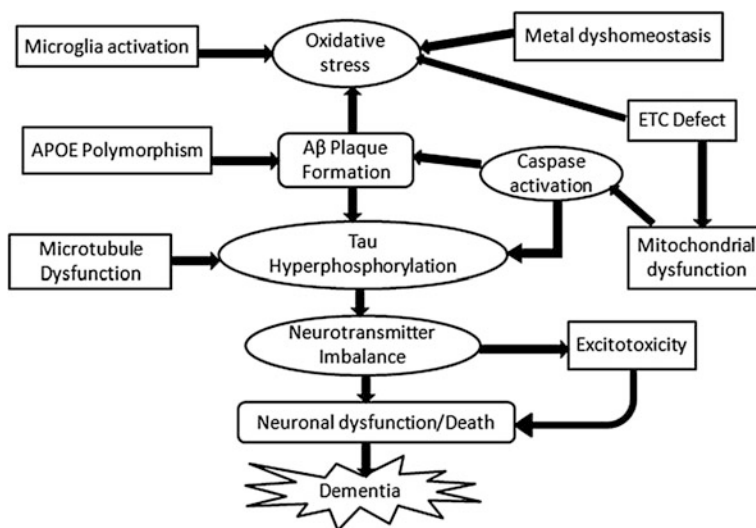 Microglia activation
Oxidative
stress
Metal dyshomeostasis
ETC Defect
APOE Polymorphism
Aβ Plaque
Formation
Caspase
activation
Microtubule
Dysfunction
Tau
Hyperphosphorylation
Mitochondrial
dysfunction
Neurotransmitter
Imbalance
Excitotoxicity
Neuronal dysfunction/Death
Dementia